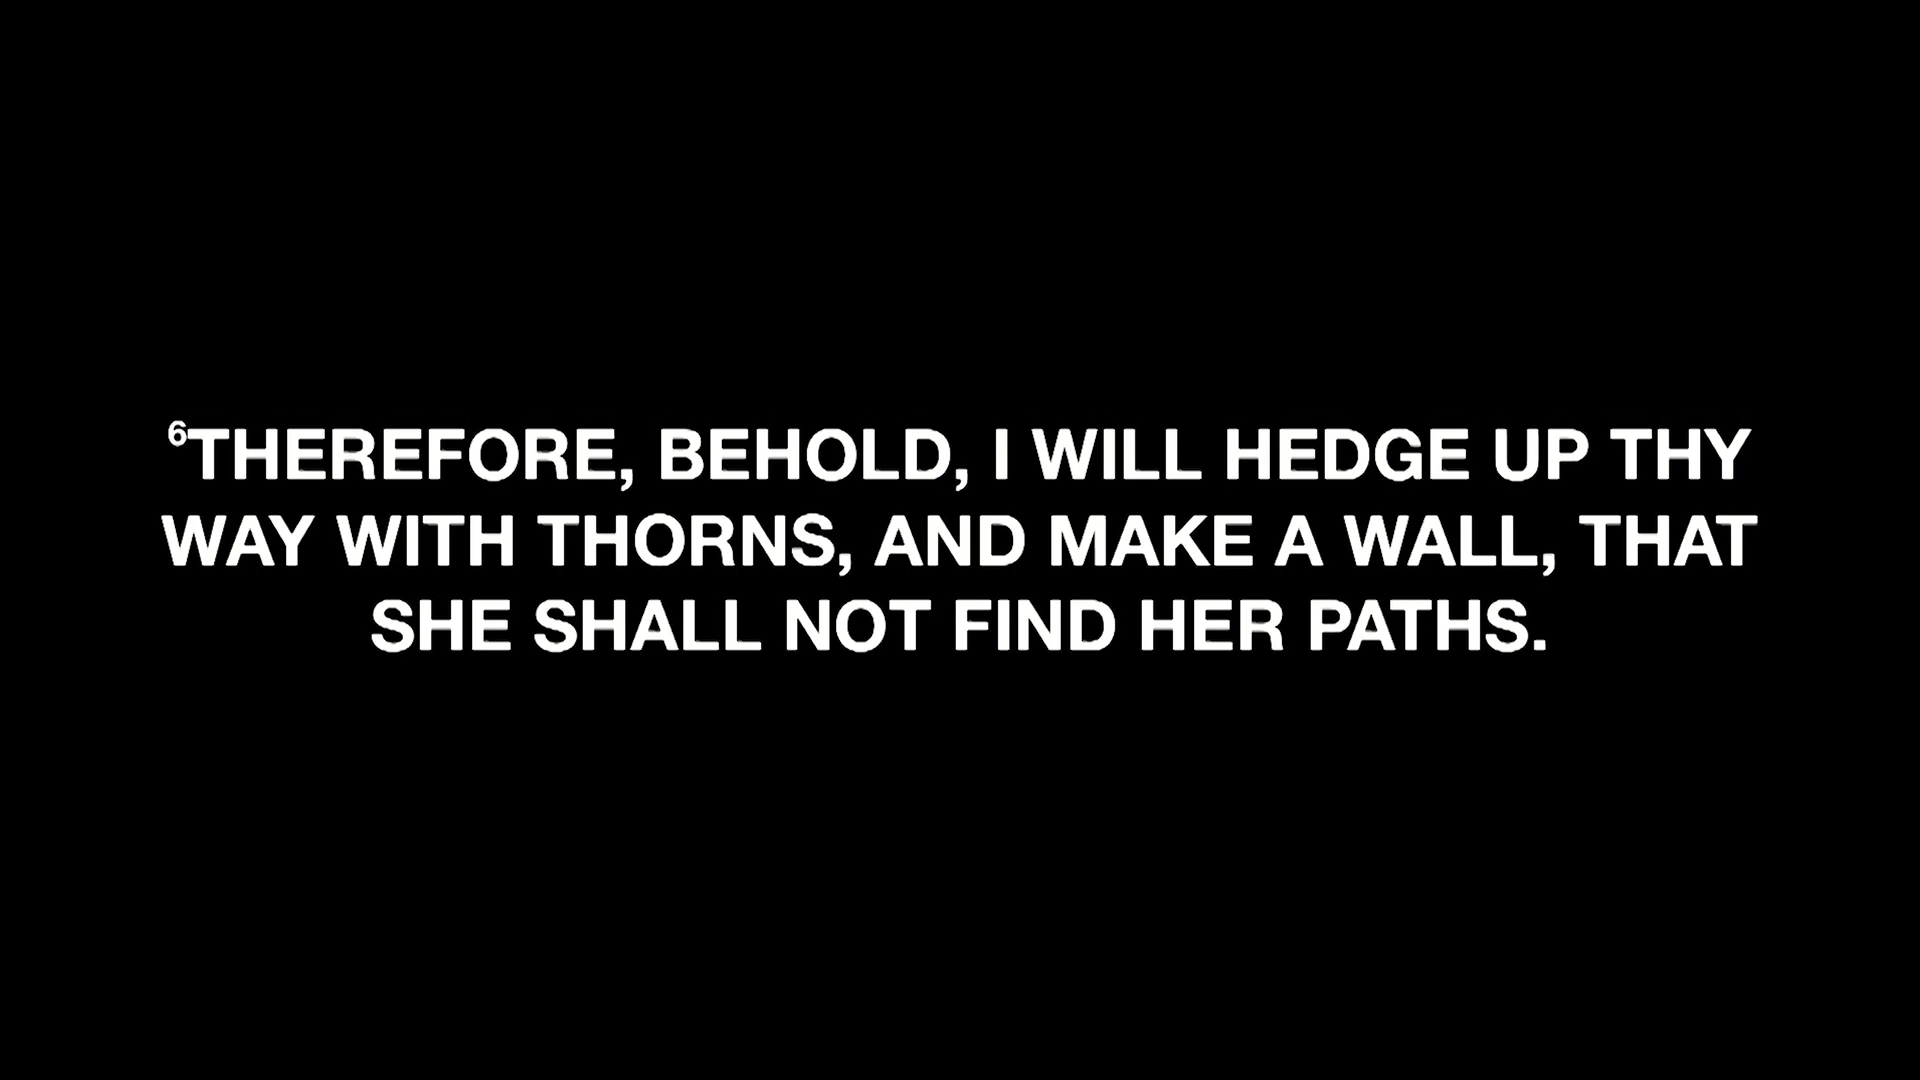 ⁶THEREFORE, BEHOLD, I WILL HEDGE UP THY
WAY WITH THORNS, AND MAKE A WALL, THAT
SHE SHALL NOT FIND HER PATHS.